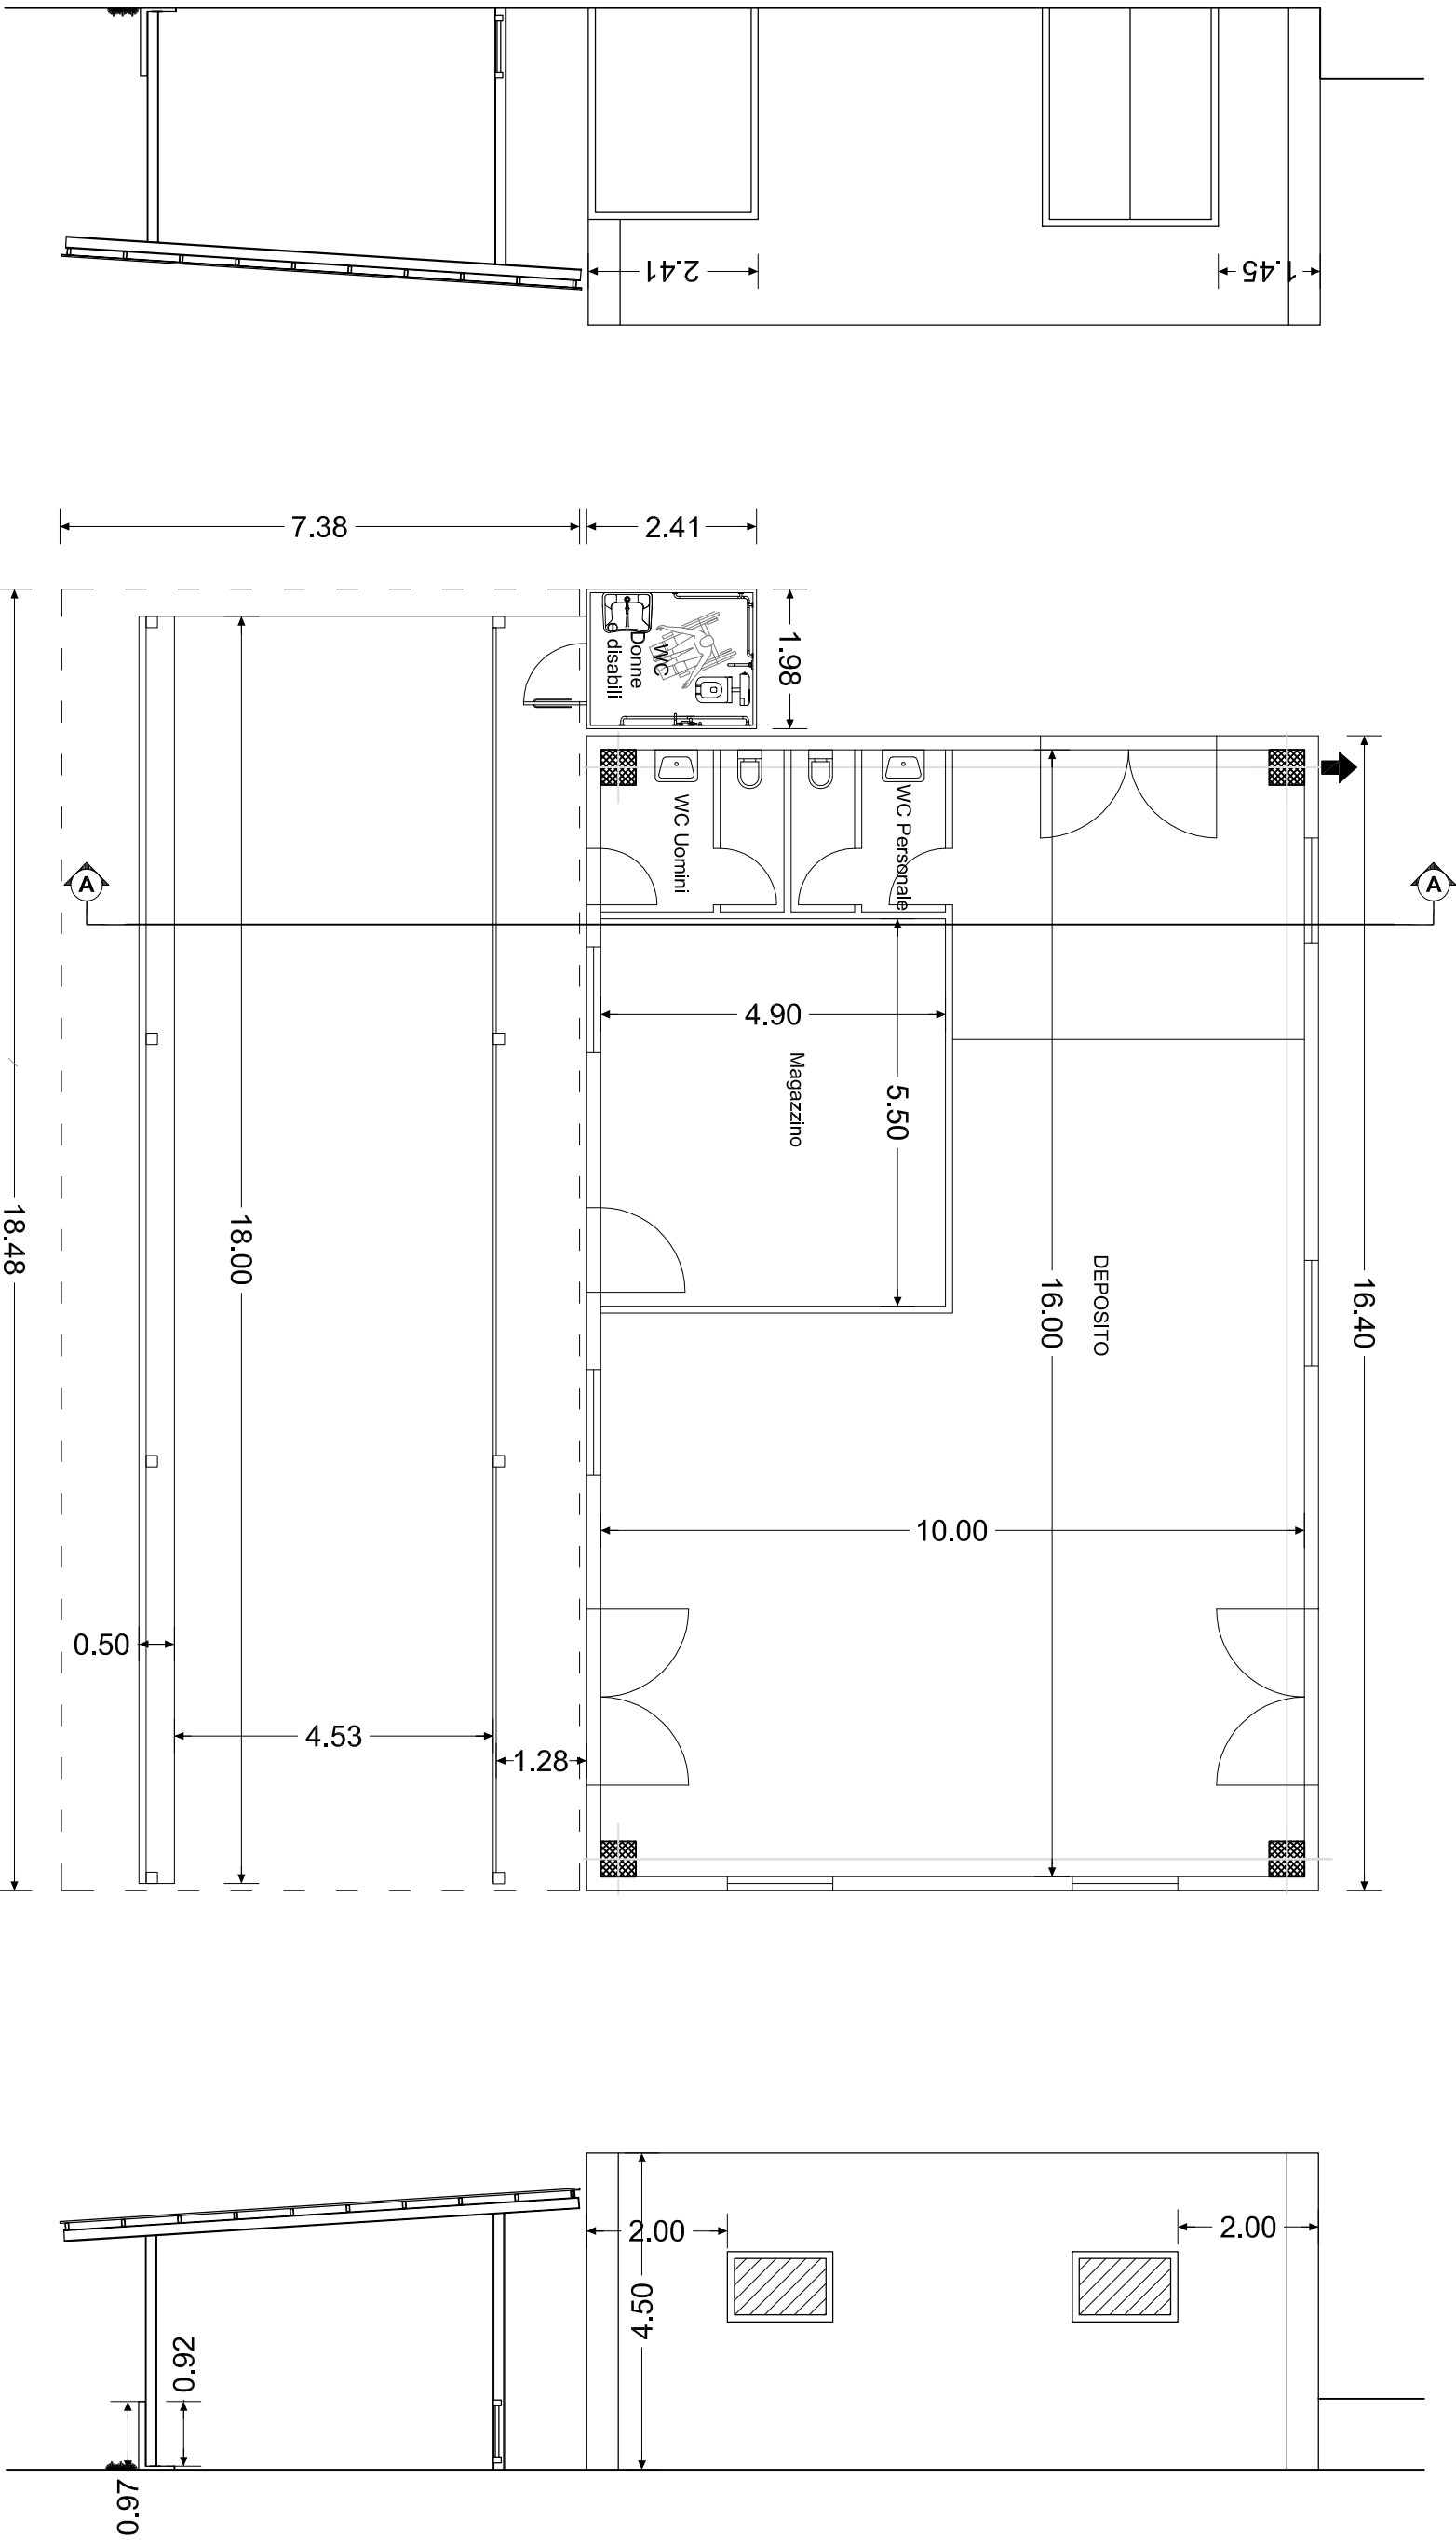 2.41
1.45
7.38
2.41
1.98
WC
Donne
e disabili
WC Uomini
WC Personale
A
A
4.90
Magazzino
5.50
18.48
18.00
DEPOSITO
16.00
16.40
10.00
0.50
4.53
1.28
2.00
2.00
4.50
0.92
0.97